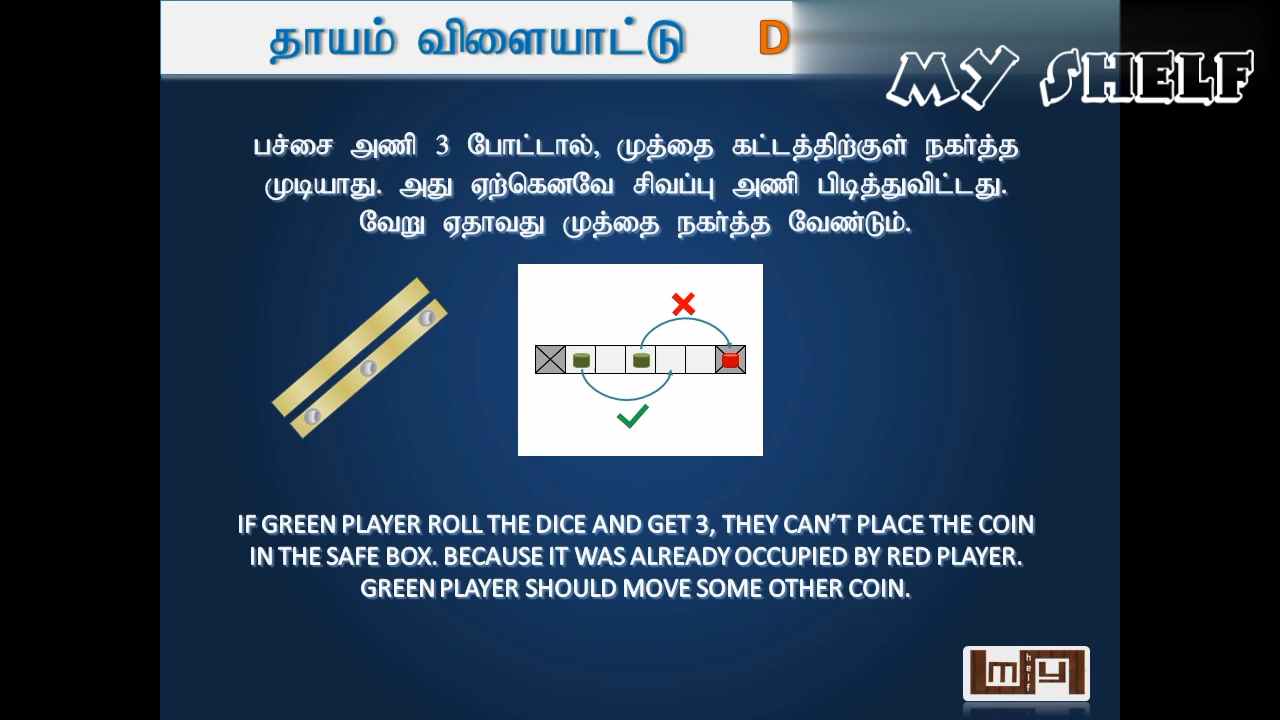 தாயம் விளையாட்டு D
MY SHELF
பச்சை அணி 3 போட்டால், முத்தை கட்டத்திற்குள் நகர்த்த
முடியாது. அது ஏற்கெனவே சிவப்பு அணி பிடித்துவிட்டது.
வேறு ஏதாவது முத்தை நகர்த்த வேண்டும்.
IF GREEN PLAYER ROLL THE DICE AND GET 3, THEY CAN’T PLACE THE COIN
IN THE SAFE BOX. BECAUSE IT WAS ALREADY OCCUPIED BY RED PLAYER.
GREEN PLAYER SHOULD MOVE SOME OTHER COIN.
my
helf